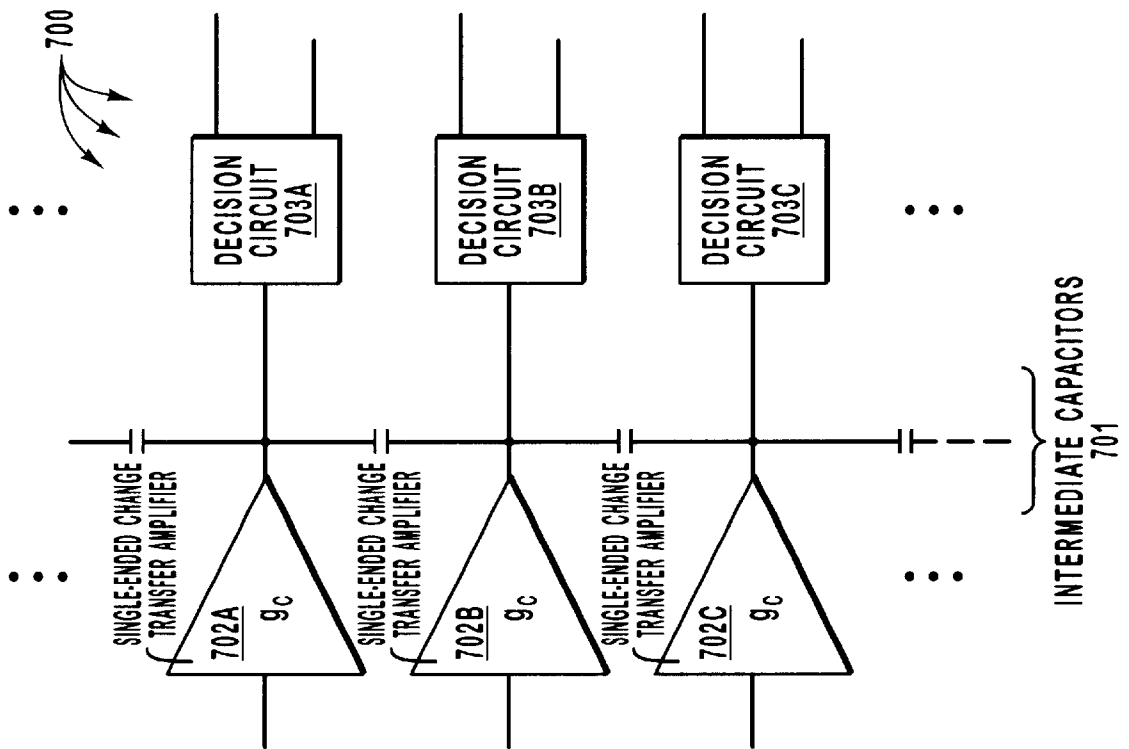 700
SINGLE-ENDED CHANGE
TRANSFER AMPLIFIER
702A
gC
DECISION
CIRCUIT
703A
SINGLE-ENDED CHANGE
TRANSFER AMPLIFIER
702B
gC
DECISION
CIRCUIT
703B
SINGLE-ENDED CHANGE
TRANSFER AMPLIFIER
702C
gC
DECISION
CIRCUIT
703C
INTERMEDIATE CAPACITORS
701